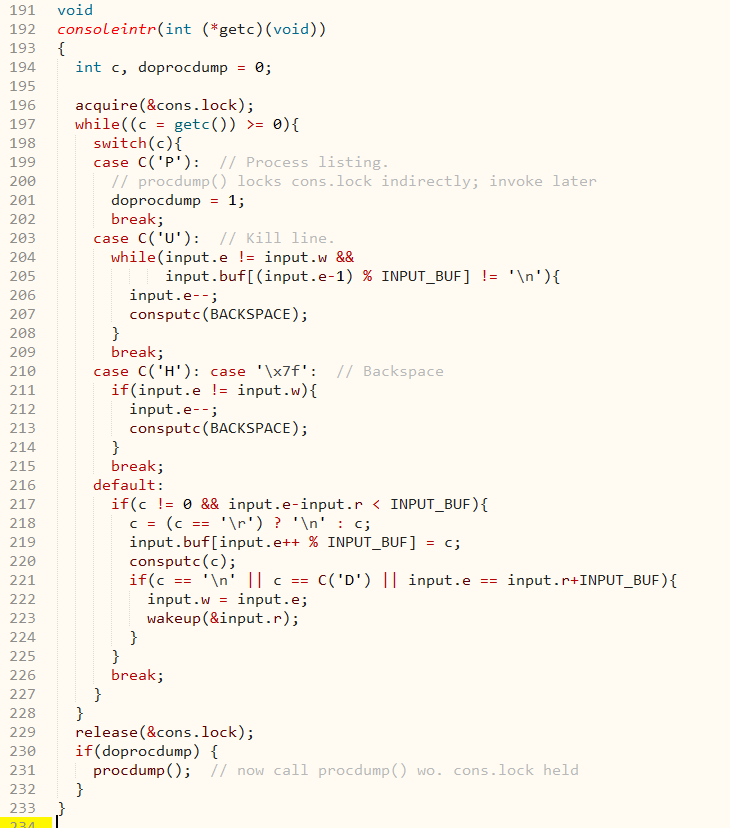 191 void
192 consoleintr(int (*getc)(void))
193 {
194   int c, doprocdump = 0;
195
196   acquire(&cons.lock);
197   while((c = getc()) >= 0){
198     switch(c){
199     case C('P'):  // Process listing.
200       // procdump() locks cons.lock indirectly; invoke later
201       doprocdump = 1;
202       break;
203     case C('U'):  // Kill line.
204       while(input.e != input.w &&
205             input.buf[(input.e-1) % INPUT_BUF] != '\n'){
206         input.e--;
207         consputc(BACKSPACE);
208       }
209       break;
210     case C('H'): case '\x7f':  // Backspace
211       if(input.e != input.w){
212         input.e--;
213         consputc(BACKSPACE);
214       }
215       break;
216     default:
217       if(c != 0 && input.e-input.r < INPUT_BUF){
218         c = (c == '\r') ? '\n' : c;
219         input.buf[input.e++ % INPUT_BUF] = c;
220         consputc(c);
221         if(c == '\n' || c == C('D') || input.e == input.r+INPUT_BUF){
222           input.w = input.e;
223           wakeup(&input.r);
224         }
225       }
226       break;
227     }
228   }
229   release(&cons.lock);
230   if(doprocdump) {
231     procdump();  // now call procdump() wo. cons.lock held
232   }
233 }
234